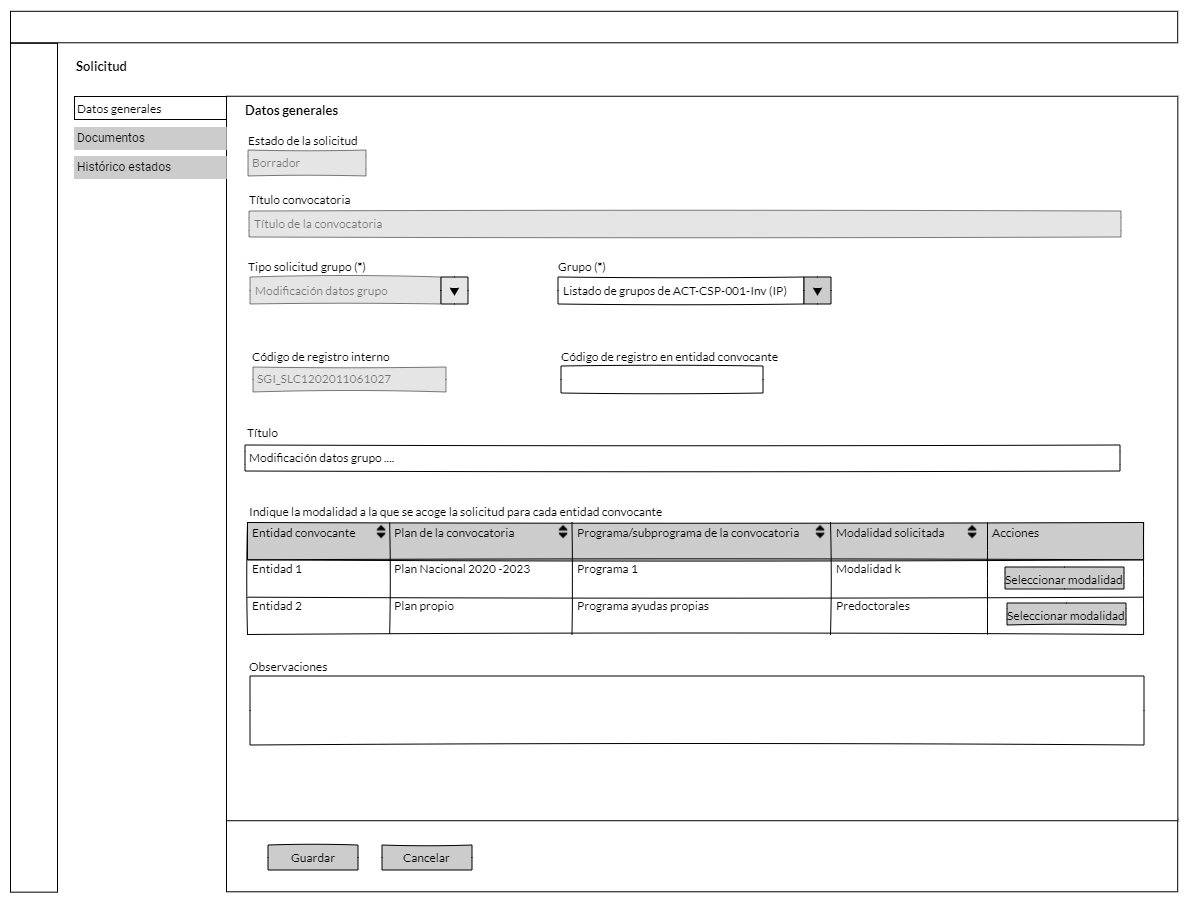 Solicitud
Datos generales
Documentos
Histórico estados
Datos generales
Estado de la solicitud
Borrador
Título convocatoria
Título de la convocatoria
Tipo solicitud grupo (*) Grupo (*)
Modificación datos grupo Listado de grupos de ACT-CSP-001-Inv (IP)
Código de registro interno Código de registro en entidad convocante
SGI_SLC1202011061027
Título
Modificación datos grupo ....
Indique la modalidad a la que se acoge la solicitud para cada entidad convocante
Entidad convocante Plan de la convocatoria Programa/subprograma de la convocatoria Modalidad solicitada Acciones
Entidad 1 Plan Nacional 2020 -2023 Programa 1 Modalidad k Seleccionar modalidad
Entidad 2 Plan propio Programa ayudas propias Predoctorales Seleccionar modalidad
Observaciones
Guardar Cancelar